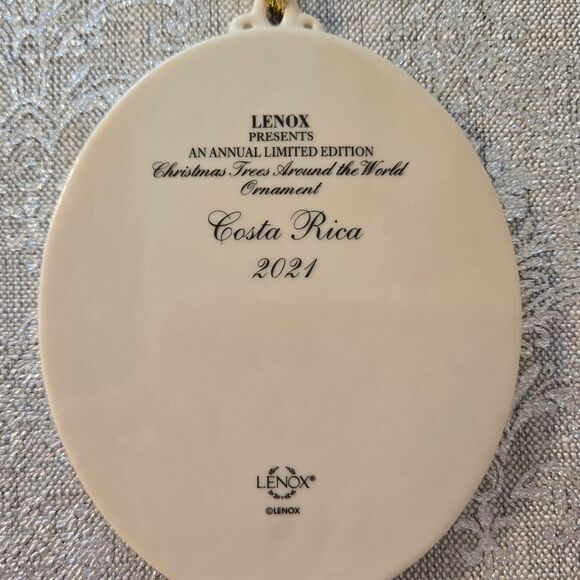 LENOX
PRESENTS
AN ANNUAL LIMITED EDITION
Christmas Trees Around the World
Ornament
Costa Rica
2021
LENOX®
©LENOX